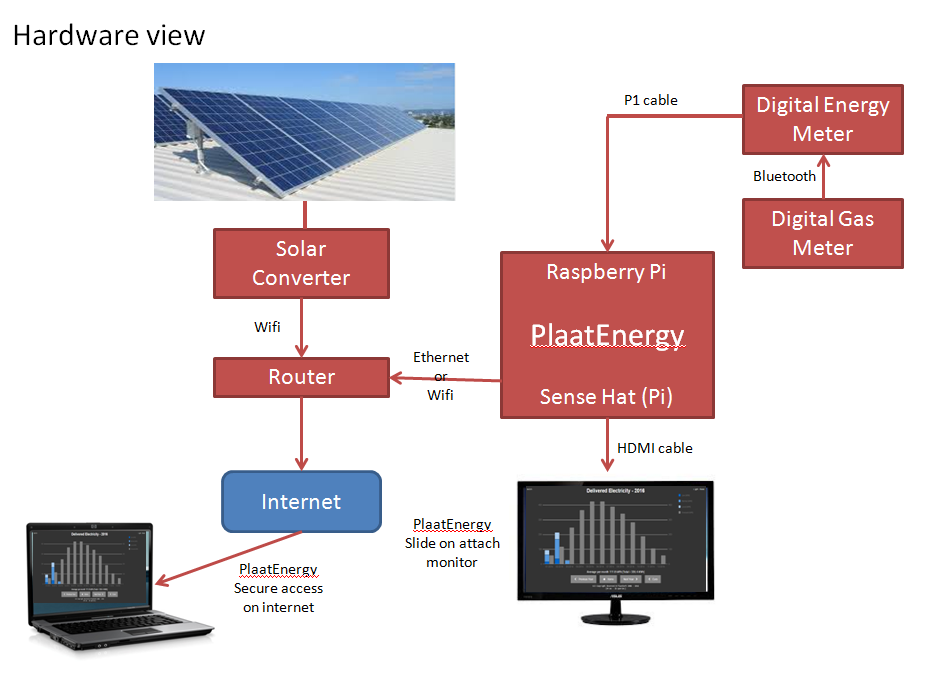 Hardware view
P1 cable
Digital Energy
Meter
Bluetooth
Digital Gas
Meter
Solar
Converter
Raspberry Pi
PlaatEnergy
Sense Hat (Pi)
Wifi
Ethernet
or
Wifi
Router
HDMI cable
Internet
PlaatEnergy
Slide on attach
monitor
PlaatEnergy
Secure access
on internet
Delivered Electricity - 2016
Delivered Electricity - 2016
ASUS